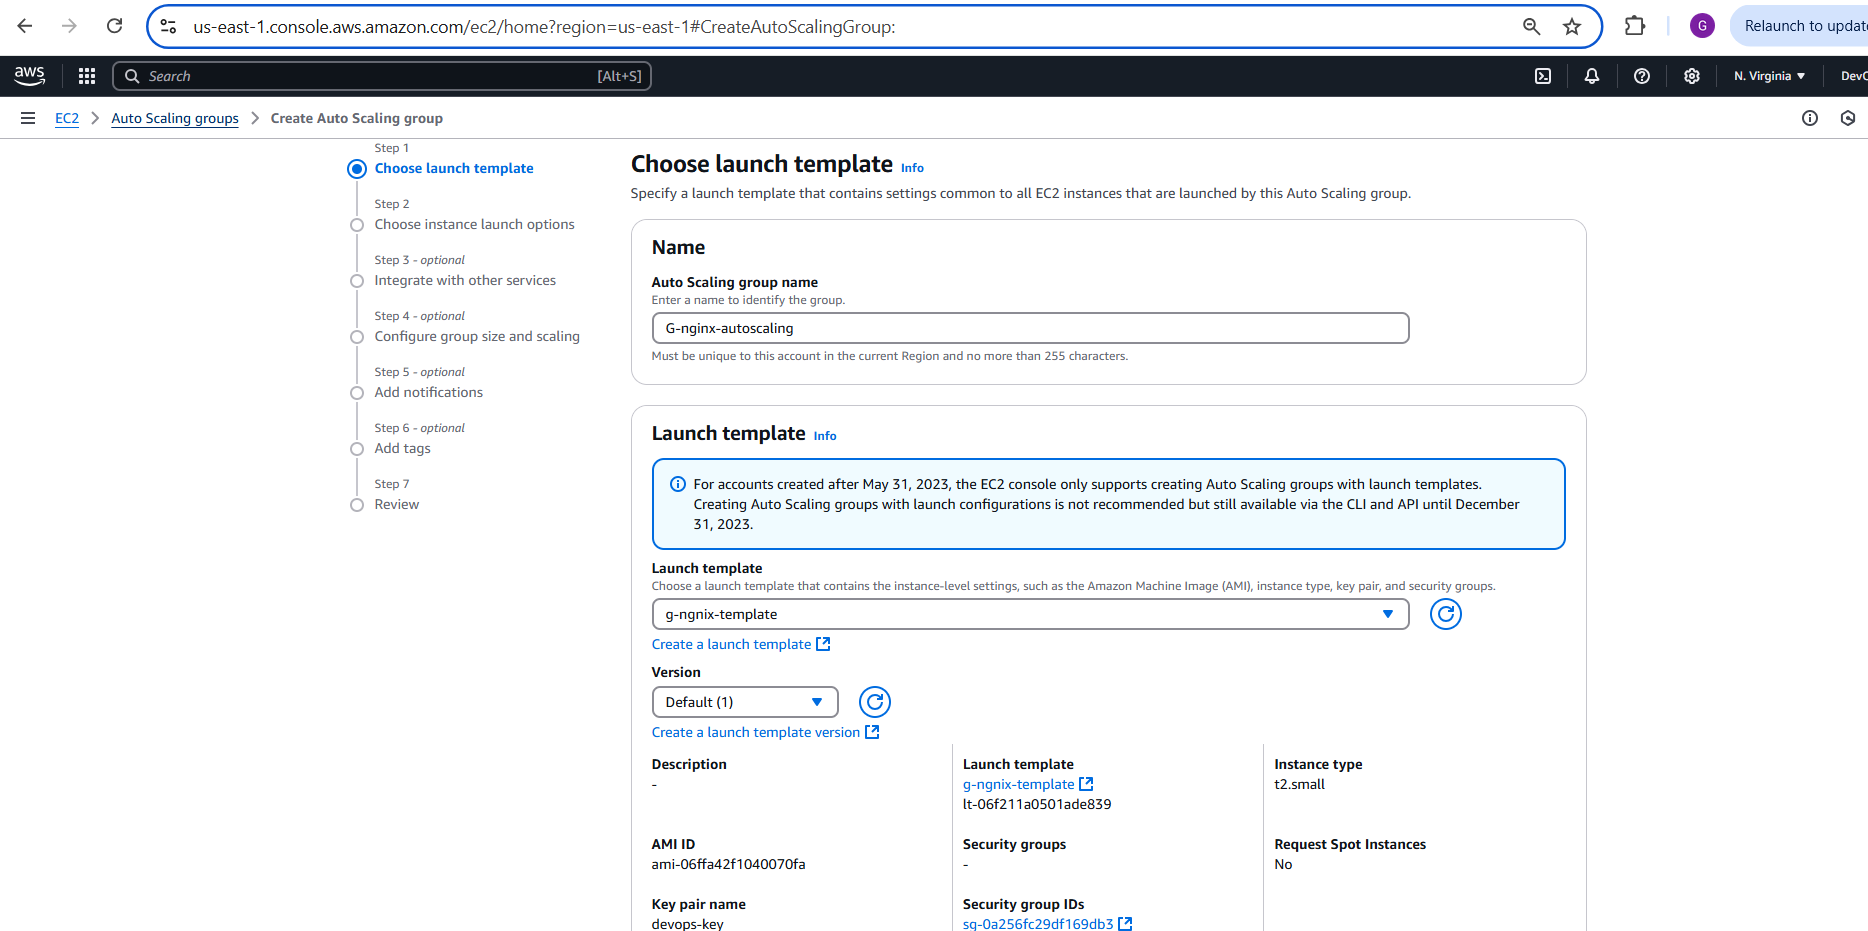 us-east-1.console.aws.amazon.com/ec2/home?region=us-east-1#CreateAutoScalingGroup:
G
Relaunch to update
aws
Search
[Alt+S]
N. Virginia
EC2
Auto Scaling groups
Create Auto Scaling group
Step 1
Choose launch template
Step 2
Choose instance launch options
Step 3 - optional
Integrate with other services
Step 4 - optional
Configure group size and scaling
Step 5 - optional
Add notifications
Step 6 - optional
Add tags
Step 7
Review
Choose launch template Info
Specify a launch template that contains settings common to all EC2 instances that are launched by this Auto Scaling group.
Name
Auto Scaling group name
Enter a name to identify the group.
G-nginx-autoscaling
Must be unique to this account in the current Region and no more than 255 characters.
Launch template Info
For accounts created after May 31, 2023, the EC2 console only supports creating Auto Scaling groups with launch templates.
Creating Auto Scaling groups with launch configurations is not recommended but still available via the CLI and API until December
31, 2023.
Launch template
Choose a launch template that contains the instance-level settings, such as the Amazon Machine Image (AMI), instance type, key pair, and security groups.
g-ngnix-template
Create a launch template
Version
Default (1)
Create a launch template version
Description
-
Launch template
g-ngnix-template
lt-06f211a0501ade839
Instance type
t2.small
AMI ID
ami-06ffa42f1040070fa
Security groups
-
Request Spot Instances
No
Key pair name
devops-key
Security group IDs
sg-0a256fc29df169db3